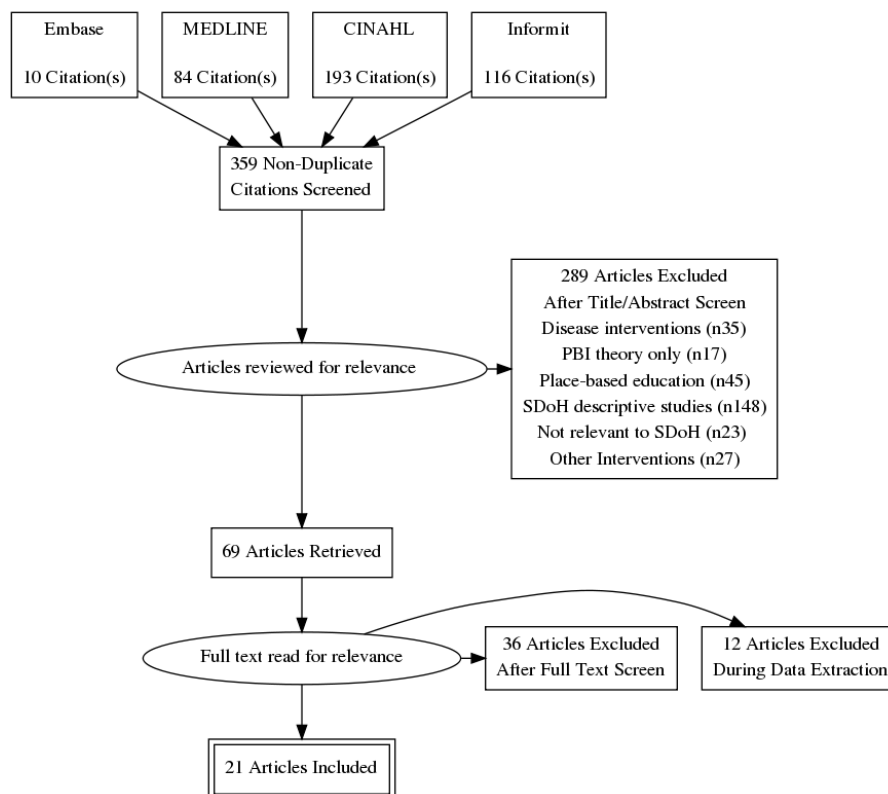 Embase
10 Citation(s)
MEDLINE
84 Citation(s)
CINAHL
193 Citation(s)
Informit
116 Citation(s)
359 Non-Duplicate
Citations Screened
289 Articles Excluded
After Title/Abstract Screen
Disease interventions (n35)
PBI theory only (n17)
Place-based education (n45)
SDoH descriptive studies (n148)
Not relevant to SDoH (n23)
Other Interventions (n27)
Articles reviewed for relevance
69 Articles Retrieved
Full text read for relevance
36 Articles Excluded
After Full Text Screen
12 Articles Excluded
During Data Extraction
21 Articles Included